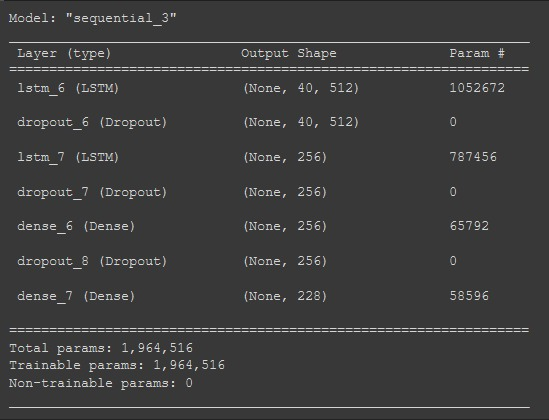 Model: "sequential_3"
Layer (type) Output Shape Param #
lstm_6 (LSTM) (None, 40, 512) 1052672
dropout_6 (Dropout) (None, 40, 512) 0
lstm_7 (LSTM) (None, 256) 787456
dropout_7 (Dropout) (None, 256) 0
dense_6 (Dense) (None, 256) 65792
dropout_8 (Dropout) (None, 256) 0
dense_7 (Dense) (None, 228) 58596
Total params: 1,964,516
Trainable params: 1,964,516
Non-trainable params: 0